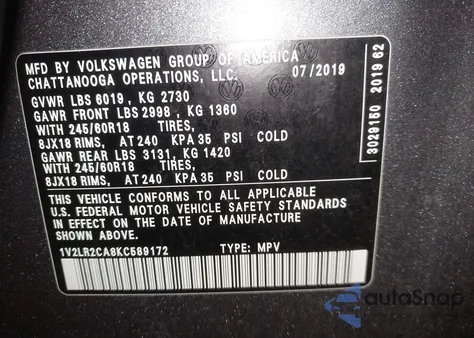 MFD BY VOLKSWAGEN GROUP OF AMERICA
CHATTANOOGA OPERATIONS, LLC. 07/2019
GVWR LBS 6019, KG 2730
GAWR FRONT LBS 2998, KG 1360
WITH 245/60R18 TIRES,
8JX18 RIMS, AT 240 KPA 35 PSI COLD
GAWR REAR LBS 3131, KG 1420
WITH 245/60R18 TIRES,
8JX18 RIMS, AT 240 KPA 35 PSI COLD
THIS VEHICLE CONFORMS TO ALL APPLICABLE
U.S. FEDERAL MOTOR VEHICLE SAFETY STANDARDS
IN EFFECT ON THE DATE OF MANUFACTURE
SHOWN ABOVE.
1V2LR2CA8KC589172 TYPE: MPV
3029150 2019 62
autoSnap